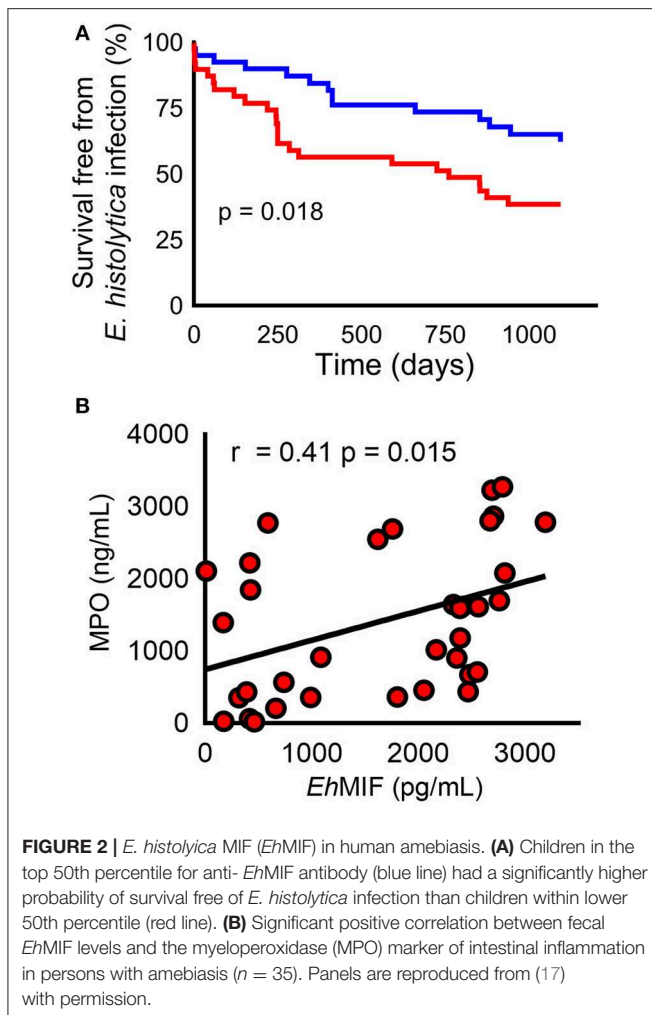 A
100
75
50
25
0
Survival free from
E. histolytica infection (%)
p = 0.018
0 250 500 750 1000
Time (days)
B
4000
3000
2000
1000
0
MPO (ng/mL)
r = 0.41 p = 0.015
0 1000 2000 3000
EhMIF (pg/mL)
FIGURE 2 | E. histolyica MIF (EhMIF) in human amebiasis. (A) Children in the
top 50th percentile for anti- EhMIF antibody (blue line) had a significantly higher
probability of survival free of E. histolytica infection than children within lower
50th percentile (red line). (B) Significant positive correlation between fecal
EhMIF levels and the myeloperoxidase (MPO) marker of intestinal inflammation
in persons with amebiasis (n = 35). Panels are reproduced from (17)
with permission.